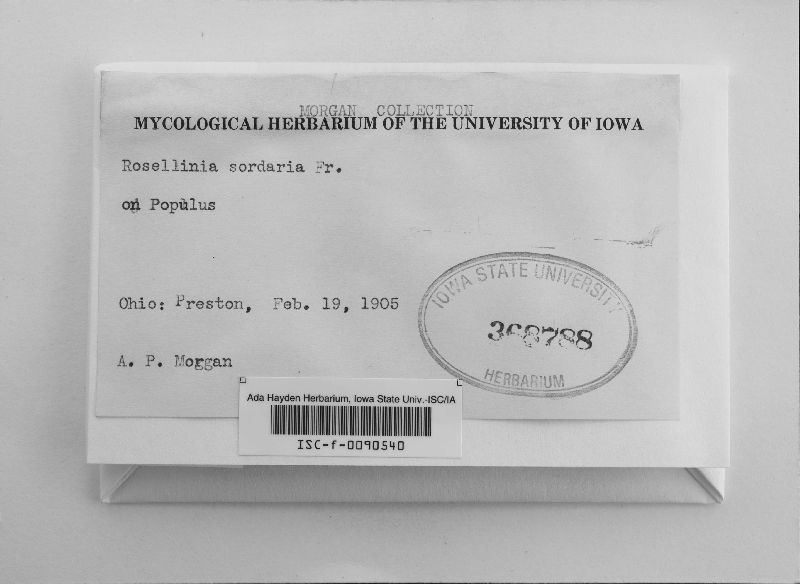 MORGAN COLLECTION
MYCOLOGICAL HERBARIUM OF THE UNIVERSITY OF IOWA
Rosellinia sordaria Fr.
on Populus
Ohio: Preston, Feb. 19, 1905
A. P. Morgan
IOWA STATE UNIVERSITY
368788
HERBARIUM
Ada Hayden Herbarium, Iowa State Univ.-ISC/IA
ISC-f-0090540